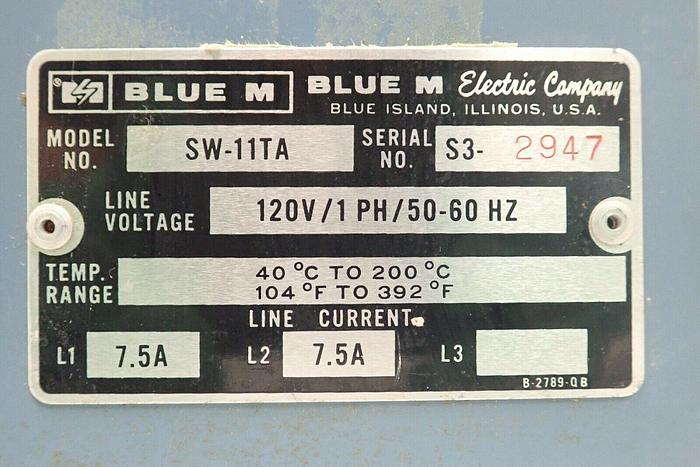 BLUE M BLUE M Electric Company
BLUE ISLAND, ILLINOIS, U.S.A.
MODEL NO. SW-11TA SERIAL NO. S3- 2947
LINE VOLTAGE 120V/1 PH/50-60 HZ
TEMP. RANGE 40 °C TO 200 °C
104 °F TO 392 °F
LINE CURRENT
L1 7.5A L2 7.5A L3
B-2789-QB